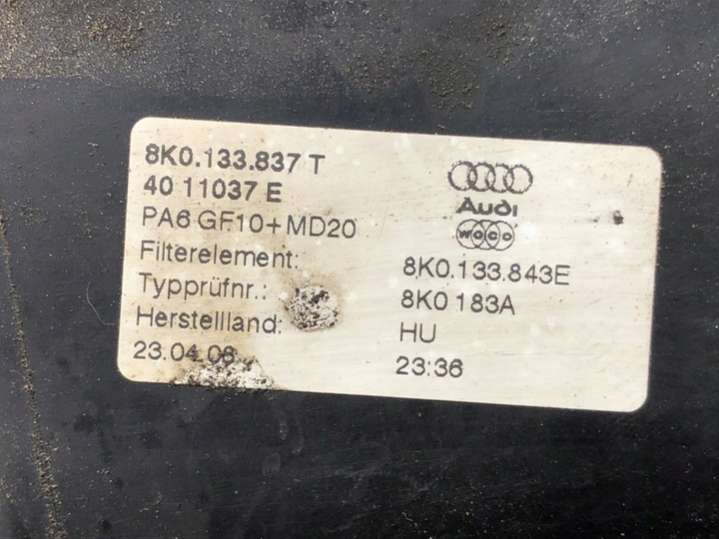 8K0.133.837 T
40 11037 E
PA6 GF10+MD20
Audi
WOCO
Filterelement: 8K0.133.843E
Typprüfnr.: 8K0 183A
Herstellland: HU
23.04.08 23:36